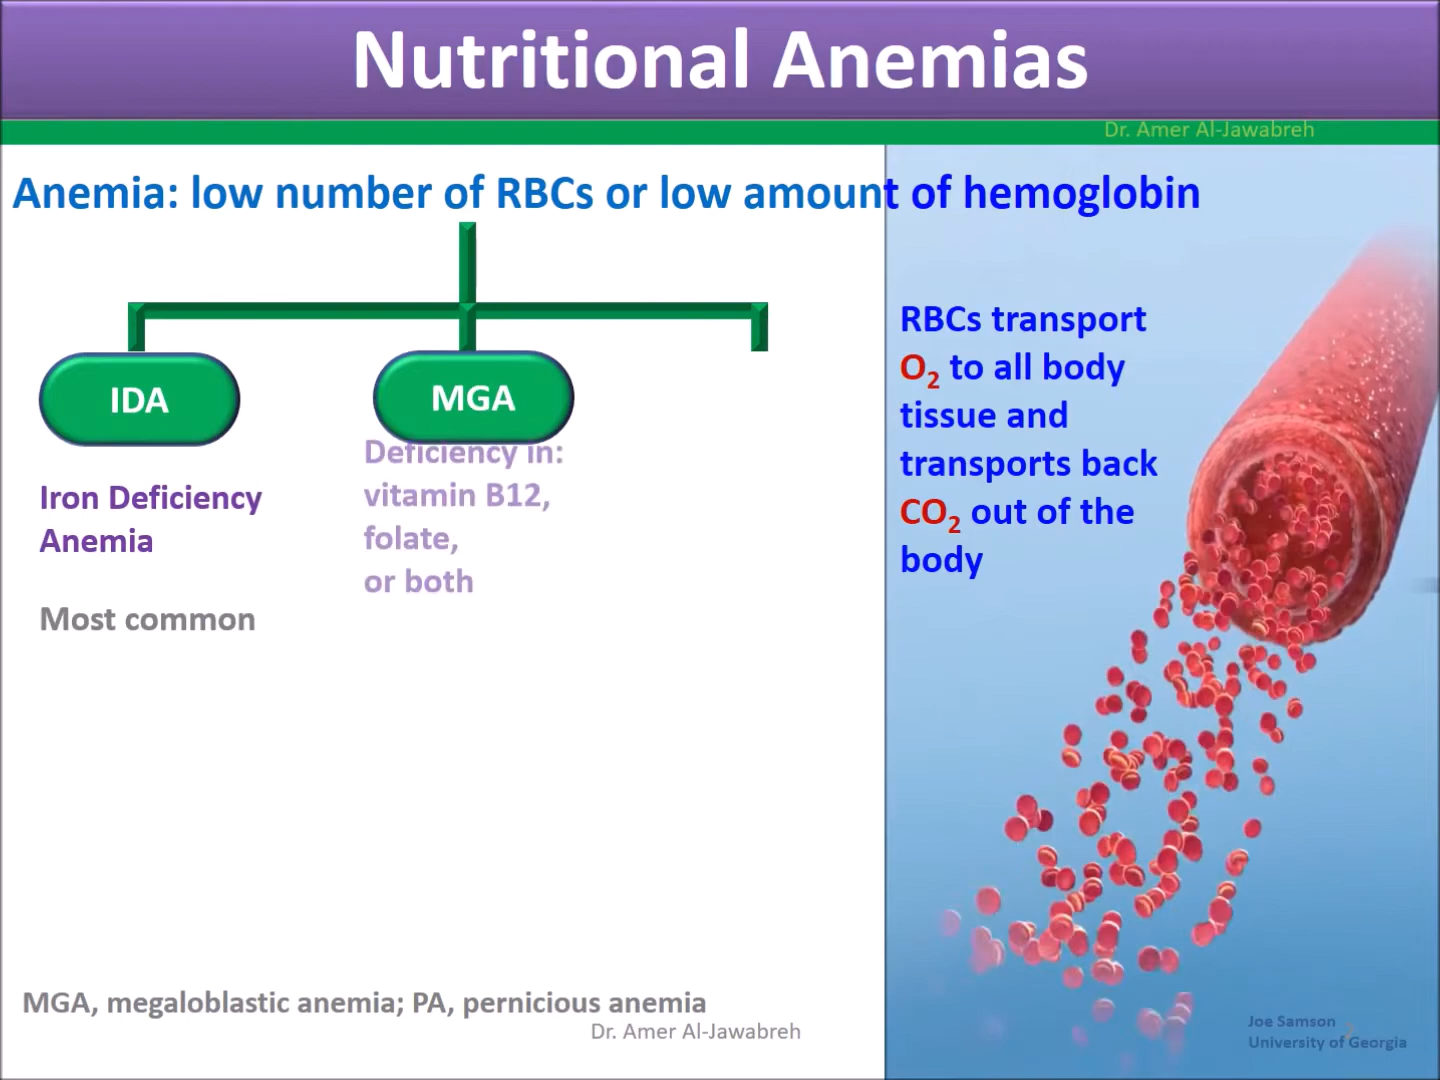 Nutritional Anemias
Dr. Amer Al-Jawabreh
Anemia: low number of RBCs or low amount of hemoglobin
IDA
MGA
Iron Deficiency
Anemia
Most common
Deficiency in:
vitamin B12,
folate,
or both
RBCs transport
O₂ to all body
tissue and
transports back
CO₂ out of the
body
MGA, megaloblastic anemia; PA, pernicious anemia
Dr. Amer Al-Jawabreh
Joe Samson
University of Georgia